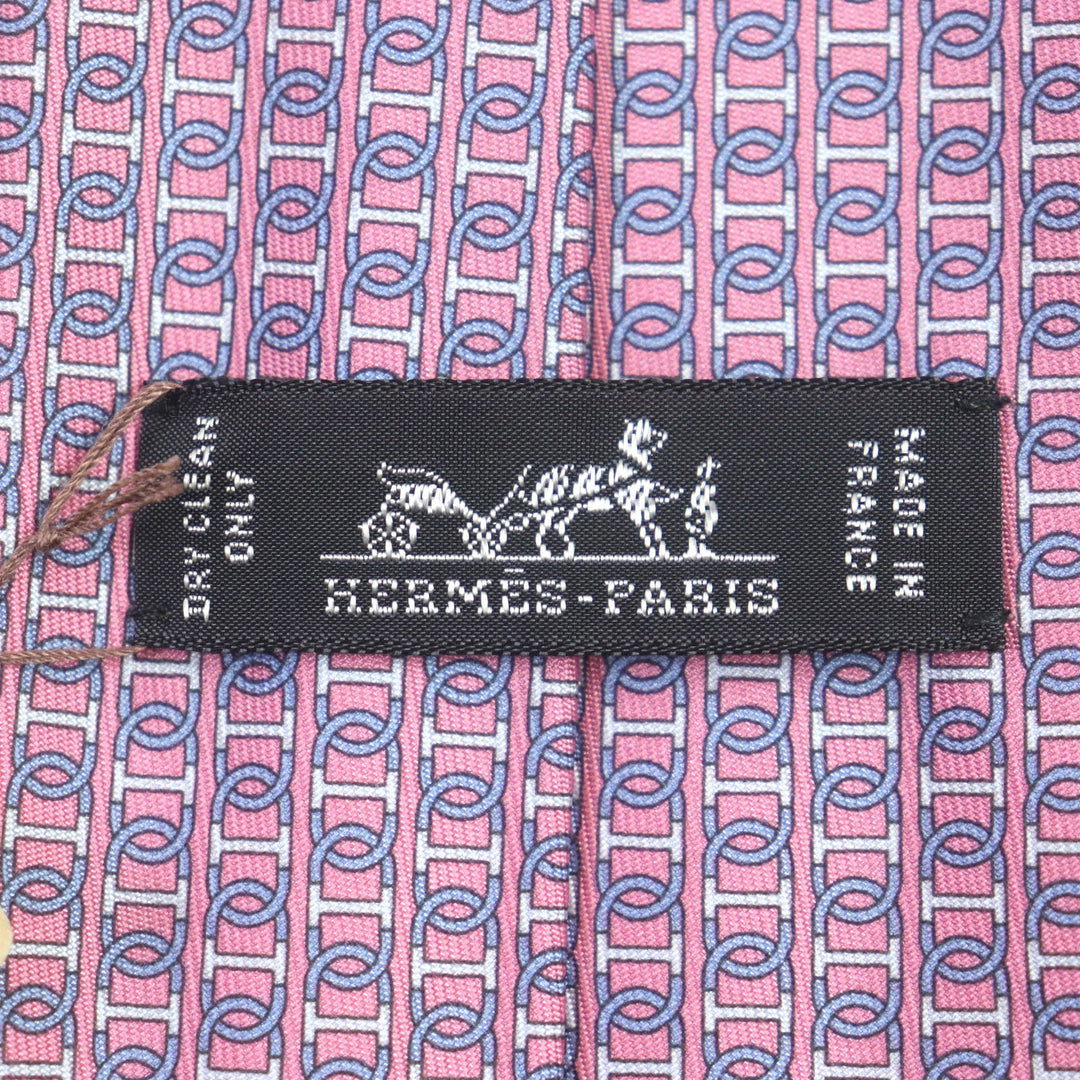 DRY CLEAN
ONLY
HERMÈS-PARIS
MADE IN
FRANCE